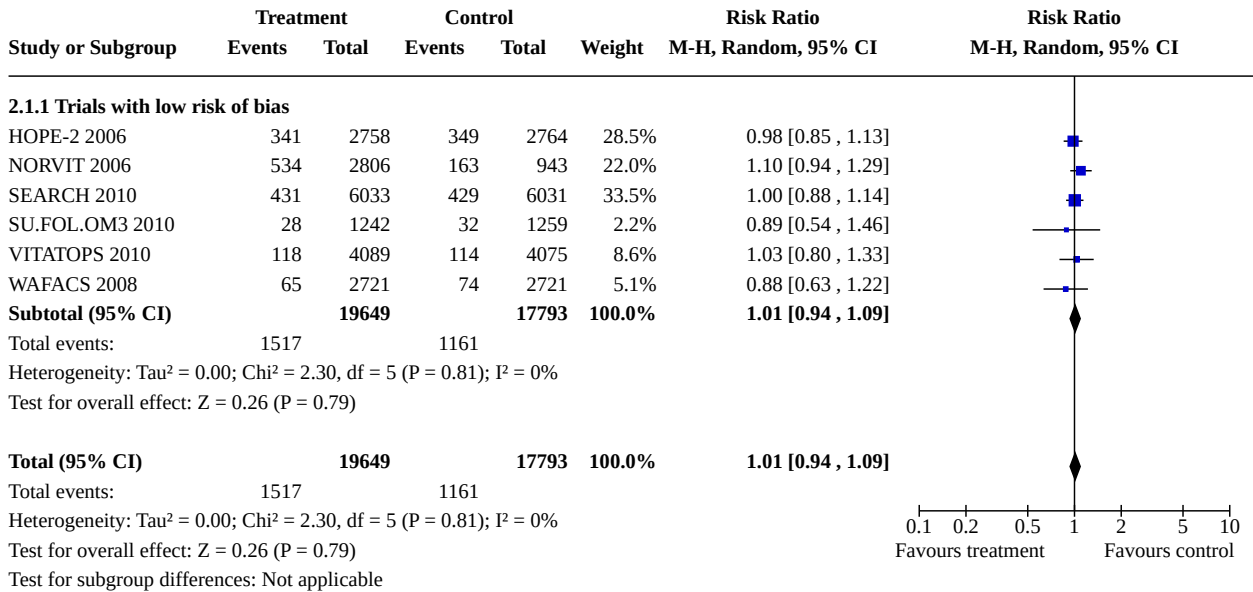 Treatment Control Risk Ratio Risk Ratio
Study or Subgroup Events Total Events Total Weight M-H, Random, 95% CI M-H, Random, 95% CI
2.1.1 Trials with low risk of bias
HOPE-2 2006 341 2758 349 2764 28.5% 0.98 [0.85 , 1.13]
NORVIT 2006 534 2806 163 943 22.0% 1.10 [0.94 , 1.29]
SEARCH 2010 431 6033 429 6031 33.5% 1.00 [0.88 , 1.14]
SU.FOL.OM3 2010 28 1242 32 1259 2.2% 0.89 [0.54 , 1.46]
VITATOPS 2010 118 4089 114 4075 8.6% 1.03 [0.80 , 1.33]
WAFACS 2008 65 2721 74 2721 5.1% 0.88 [0.63 , 1.22]
Subtotal (95% CI) 19649 17793 100.0% 1.01 [0.94 , 1.09]
Total events: 1517 1161
Heterogeneity: Tau² = 0.00; Chi² = 2.30, df = 5 (P = 0.81); I² = 0%
Test for overall effect: Z = 0.26 (P = 0.79)
Total (95% CI) 19649 17793 100.0% 1.01 [0.94 , 1.09]
Total events: 1517 1161
Heterogeneity: Tau² = 0.00; Chi² = 2.30, df = 5 (P = 0.81); I² = 0%
0.1 0.2 0.5 1 2 5 10
Test for overall effect: Z = 0.26 (P = 0.79) Favours treatment Favours control
Test for subgroup differences: Not applicable